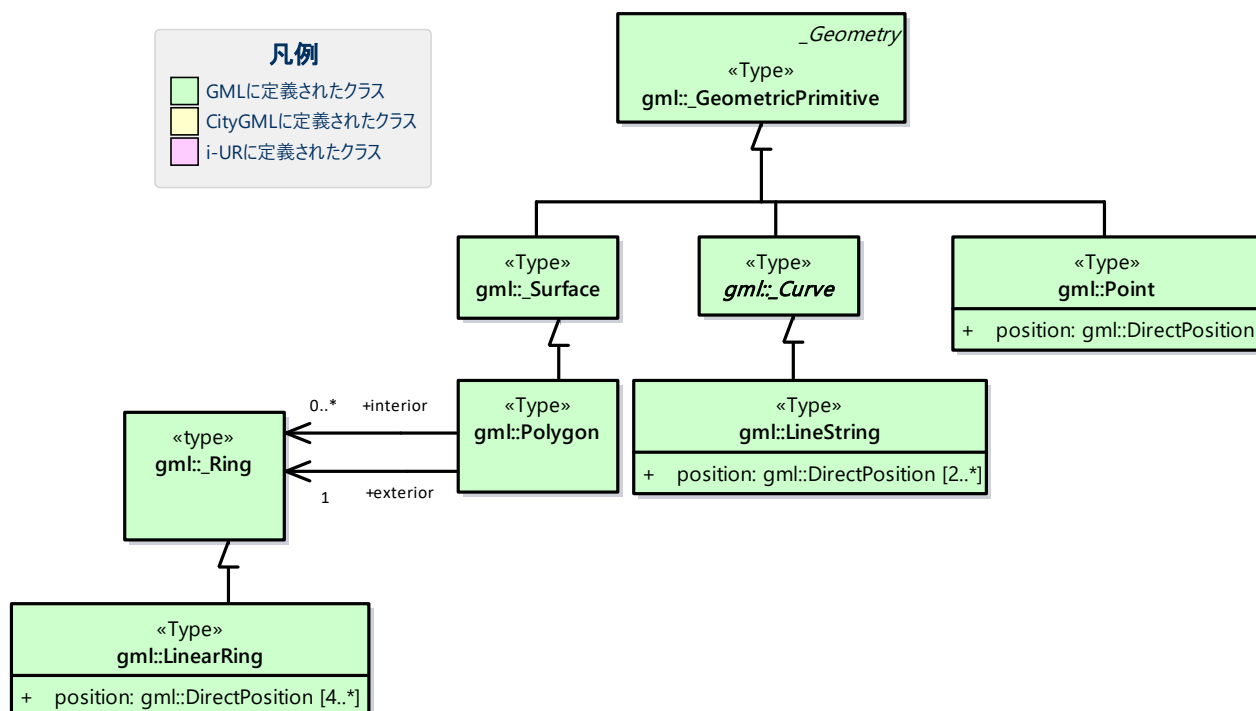 凡例
GMLに定義されたクラス
CityGMLに定義されたクラス
i-URに定義されたクラス
_Geometry
«Type»
gml::_GeometricPrimitive
«Type»
gml::_Surface
«Type»
gml::_Curve
«Type»
gml::Point
+ position: gml::DirectPosition
«type»
gml::_Ring
0..* +interior
1 +exterior
«Type»
gml::Polygon
«Type»
gml::LineString
+ position: gml::DirectPosition [2..*]
«Type»
gml::LinearRing
+ position: gml::DirectPosition [4..*]